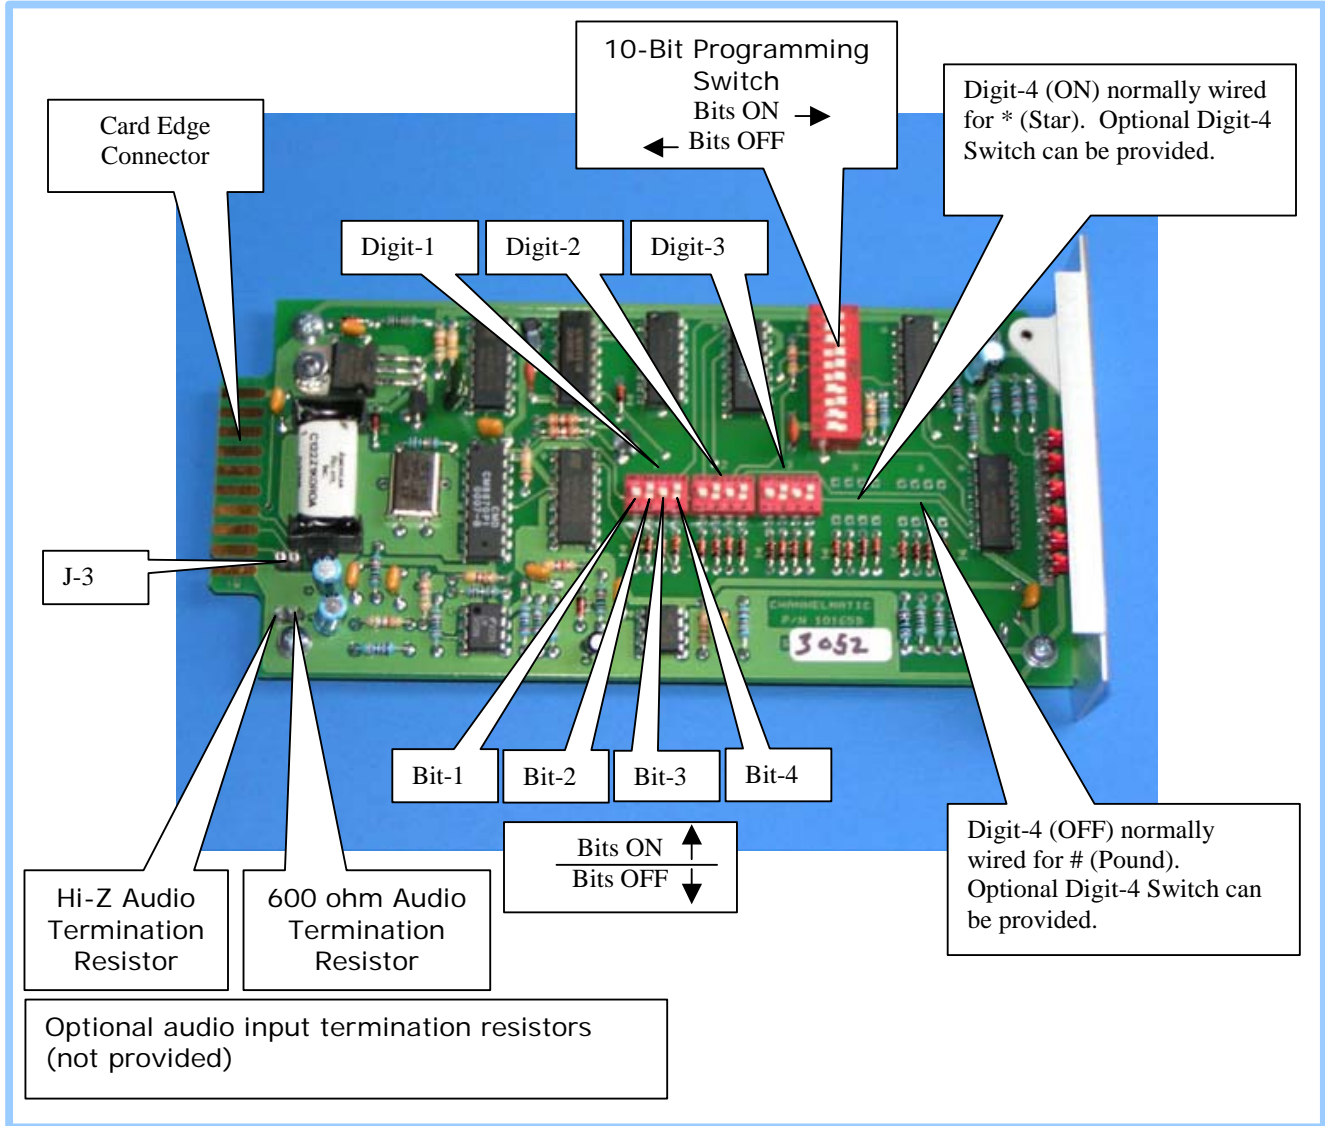 10-Bit Programming
Switch
Bits ON
Bits OFF
Digit-4 (ON) normally wired
for * (Star). Optional Digit-4
Switch can be provided.
Card Edge
Connector
Digit-1
Digit-2
Digit-3
J-3
CHANNELMATIC
P/N 10165B
3052
Bit-1
Bit-2
Bit-3
Bit-4
Bits ON
Bits OFF
Digit-4 (OFF) normally
wired for # (Pound).
Optional Digit-4 Switch can
be provided.
Hi-Z Audio
Termination
Resistor
600 ohm Audio
Termination
Resistor
Optional audio input termination resistors
(not provided)